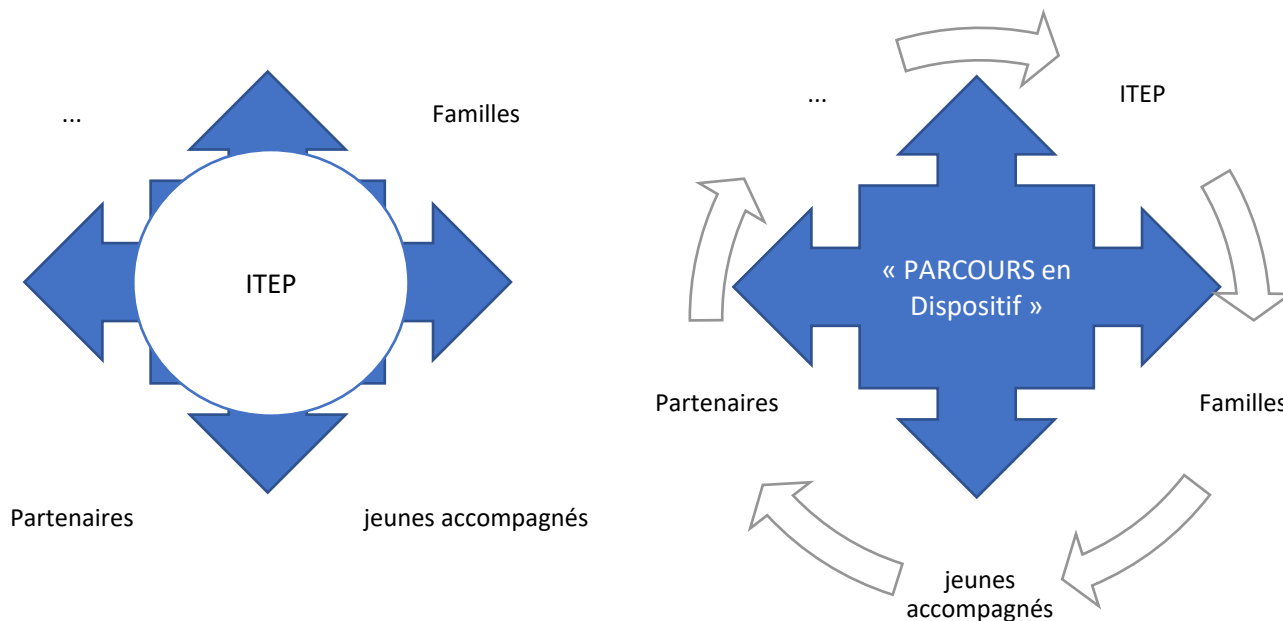 ...
Familles
ITEP
Partenaires
jeunes accompagnés
...
ITEP
« PARCOURS en
Dispositif »
Partenaires
Familles
jeunes
accompagnés